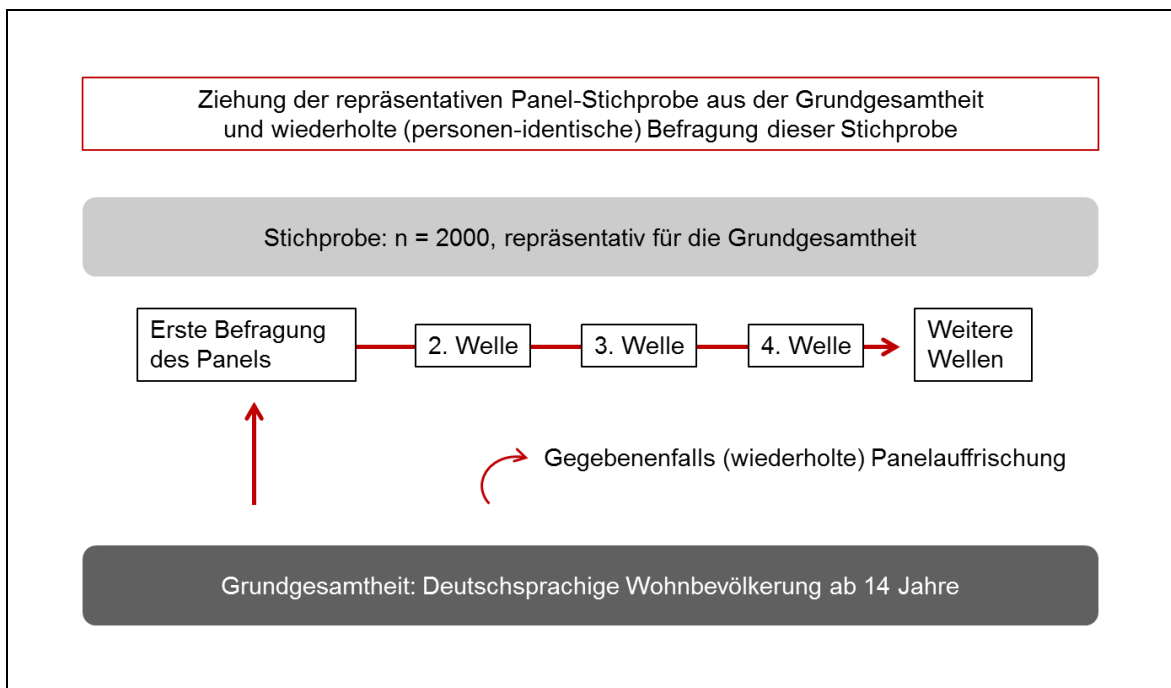 Ziehung der repräsentativen Panel-Stichprobe aus der Grundgesamtheit
und wiederholte (personen-identische) Befragung dieser Stichprobe
Stichprobe: n = 2000, repräsentativ für die Grundgesamtheit
Erste Befragung
des Panels
2. Welle
3. Welle
4. Welle
Weitere
Wellen
Gegebenenfalls (wiederholte) Panelauffrischung
Grundgesamtheit: Deutschsprachige Wohnbevölkerung ab 14 Jahre